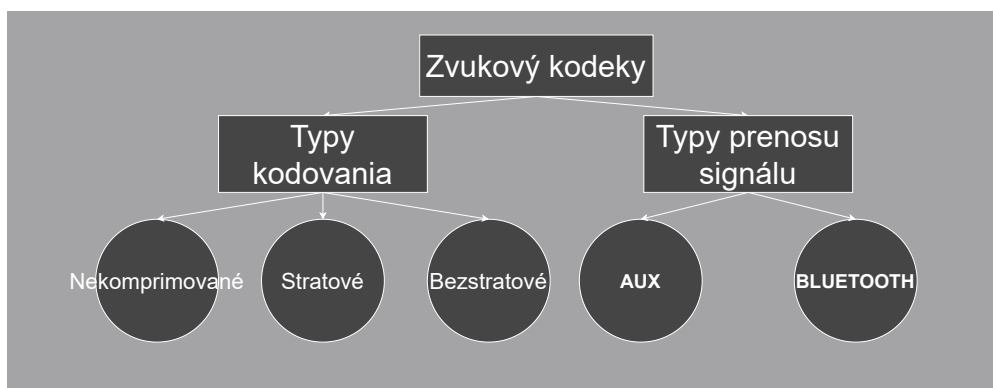 Zvukový kodeky
Typy
kodovania
Typy prenosu
signálu
Nekomprimované
Stratové
Bezstratové
AUX
BLUETOOTH